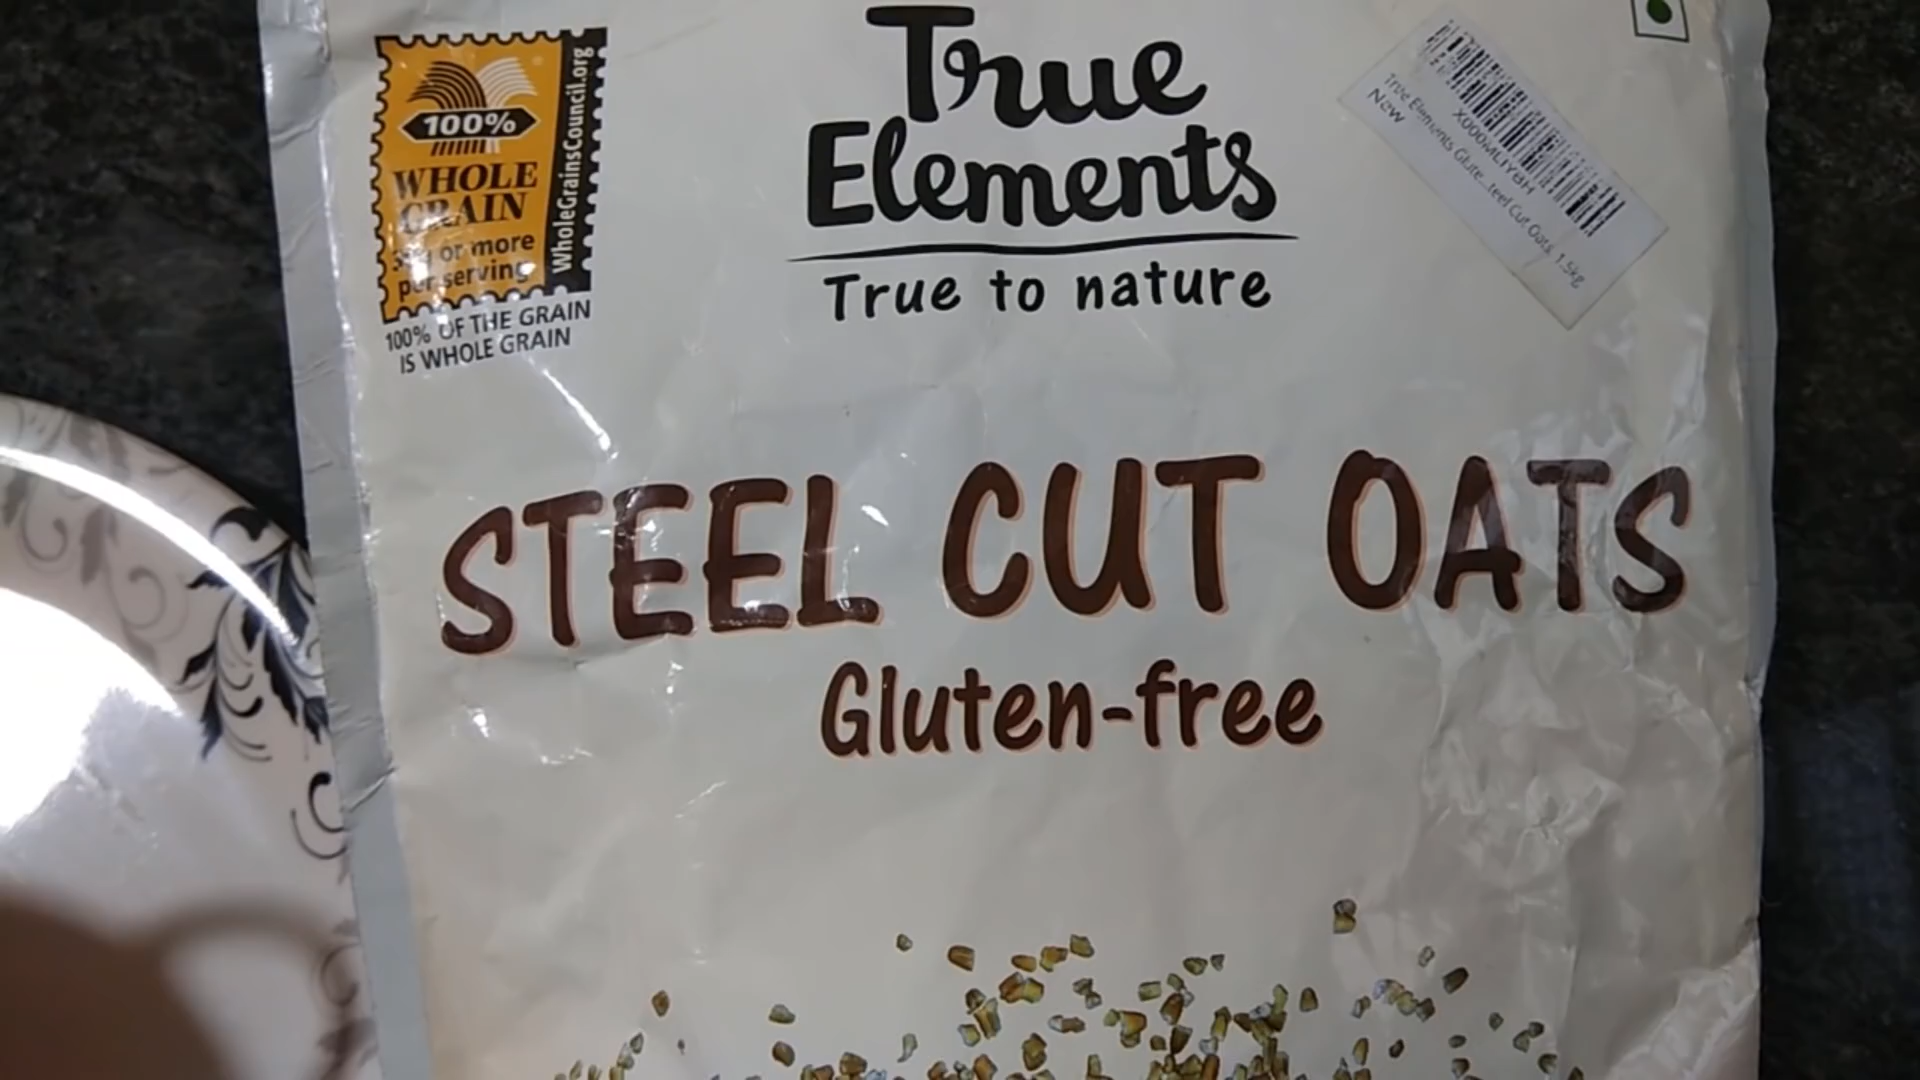 100%
WHOLE
GRAIN
or more
per serving
WholeGrainsCouncil.org
100% OF THE GRAIN
IS WHOLE GRAIN
True
Elements
True to nature
X000MLIYBH
True Elements Glute...teel Cut Oats, 1.5kg
New
STEEL CUT OATS
Gluten-free